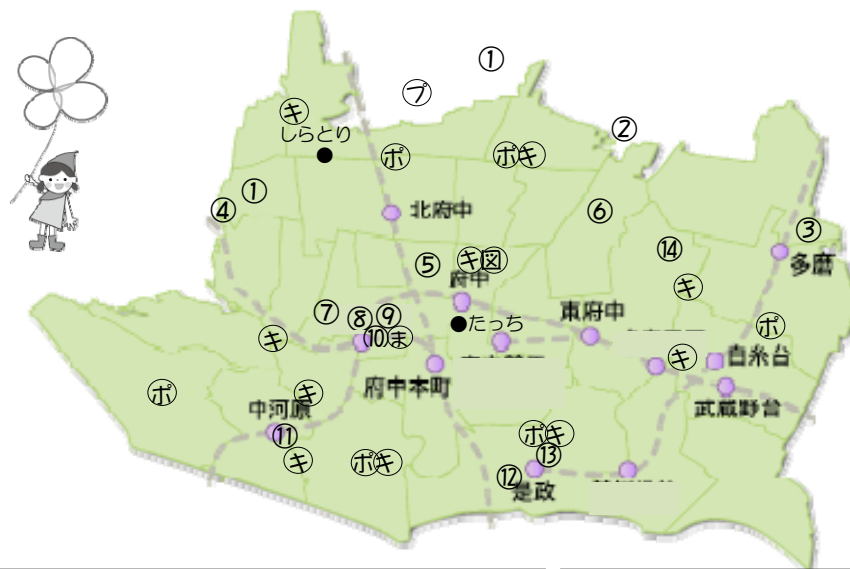 ①
プ
キ
②
しらとり
ポ
ポキ
①
④
北府中
⑥
③
⑭
多磨
⑤
キ図
府中
キ
⑦
⑧
⑨
たっち
東府中
ポ
キ
⑩ま
キ
白糸台
府中本町
武蔵野台
ポ
キ
中河原
⑪
キ
ポキ
ポキ
⑬
⑫
是政